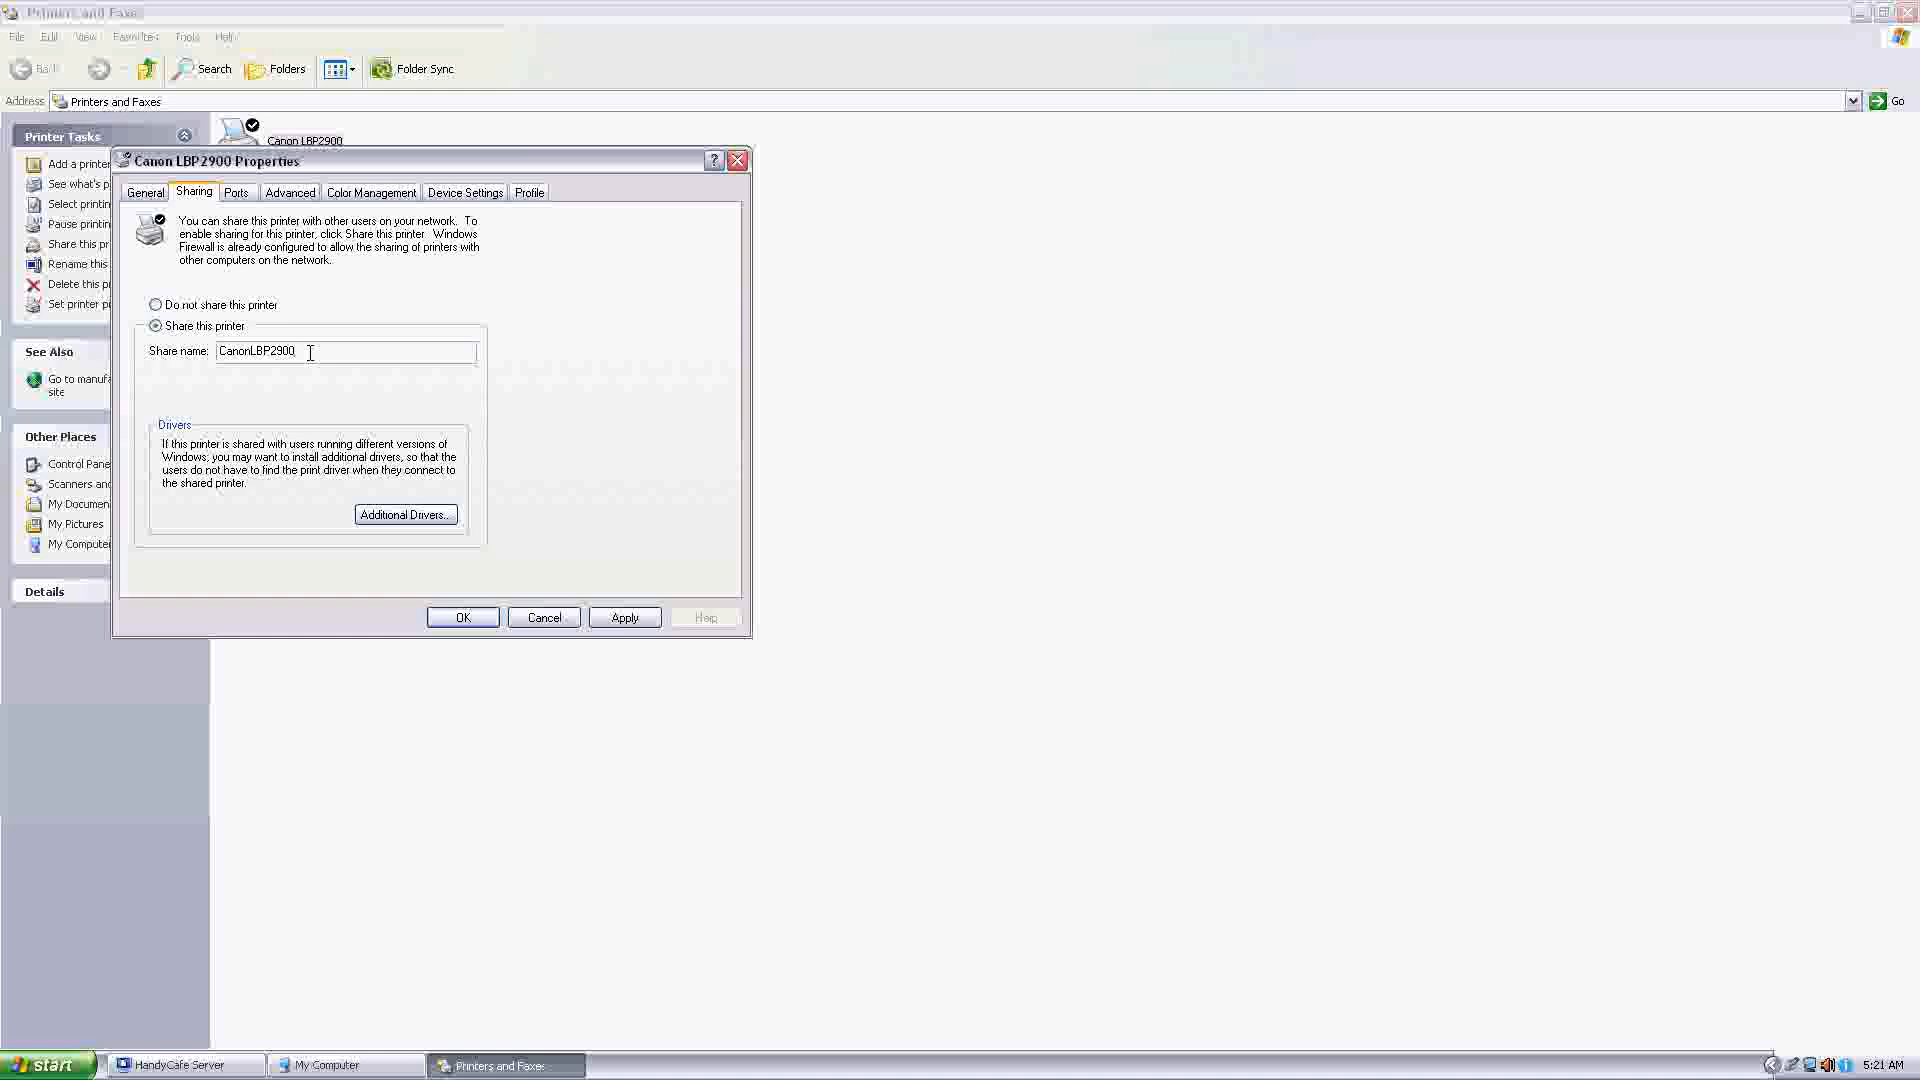 Printers and Faxes
File Edit View Favorites Tools Help
Back Search Folders Folder Sync
Address Printers and Faxes Go
Printer Tasks
Add a printer
See what's p
Select printin
Pause printin
Share this pr
Rename this
Delete this p
Set printer p
See Also
Go to manufa
site
Other Places
Control Pane
Scanners and
My Documen
My Pictures
My Computer
Details
Canon LBP2900
Canon LBP2900 Properties
General Sharing Ports Advanced Color Management Device Settings Profile
You can share this printer with other users on your network. To
enable sharing for this printer, click Share this printer. Windows
Firewall is already configured to allow the sharing of printers with
other computers on the network.
Do not share this printer
Share this printer
Share name: CanonLBP2900
Drivers
If this printer is shared with users running different versions of
Windows, you may want to install additional drivers, so that the
users do not have to find the print driver when they connect to
the shared printer.
Additional Drivers...
OK Cancel Apply Help
start HandyCafe Server My Computer Printers and Faxes 5:21 AM